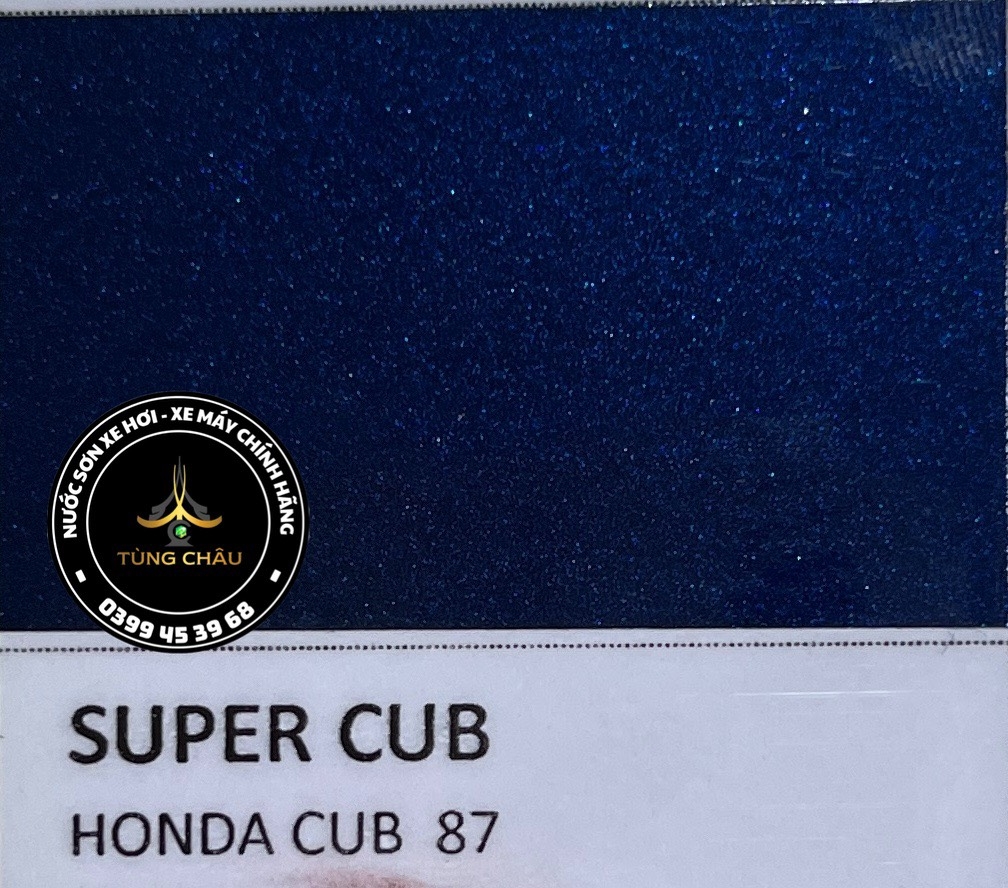 NƯỚC SƠN XE HƠI - XE MÁY CHÍNH HÃNG
TÙNG CHÂU
0399 45 39 68
SUPER CUB
HONDA CUB 87